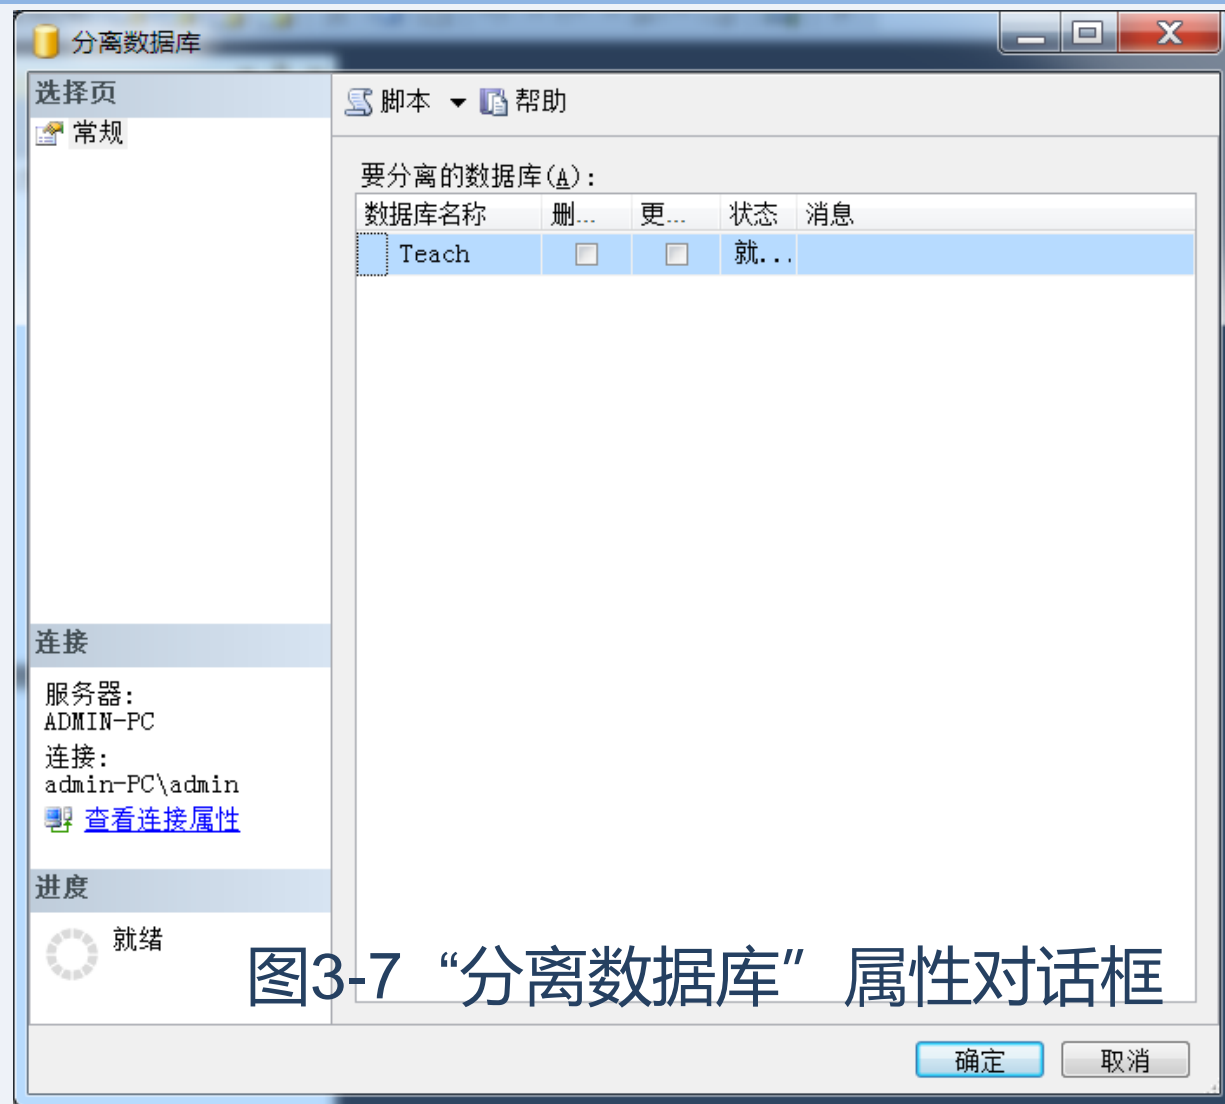 分离数据库
选择页
常规
脚本 帮助
要分离的数据库(A):
数据库名称 删... 更... 状态 消息
Teach 就...
连接
服务器:
ADMIN-PC
连接:
admin-PC\admin
查看连接属性
进度
就绪
图3-7 “分离数据库”属性对话框
确定 取消